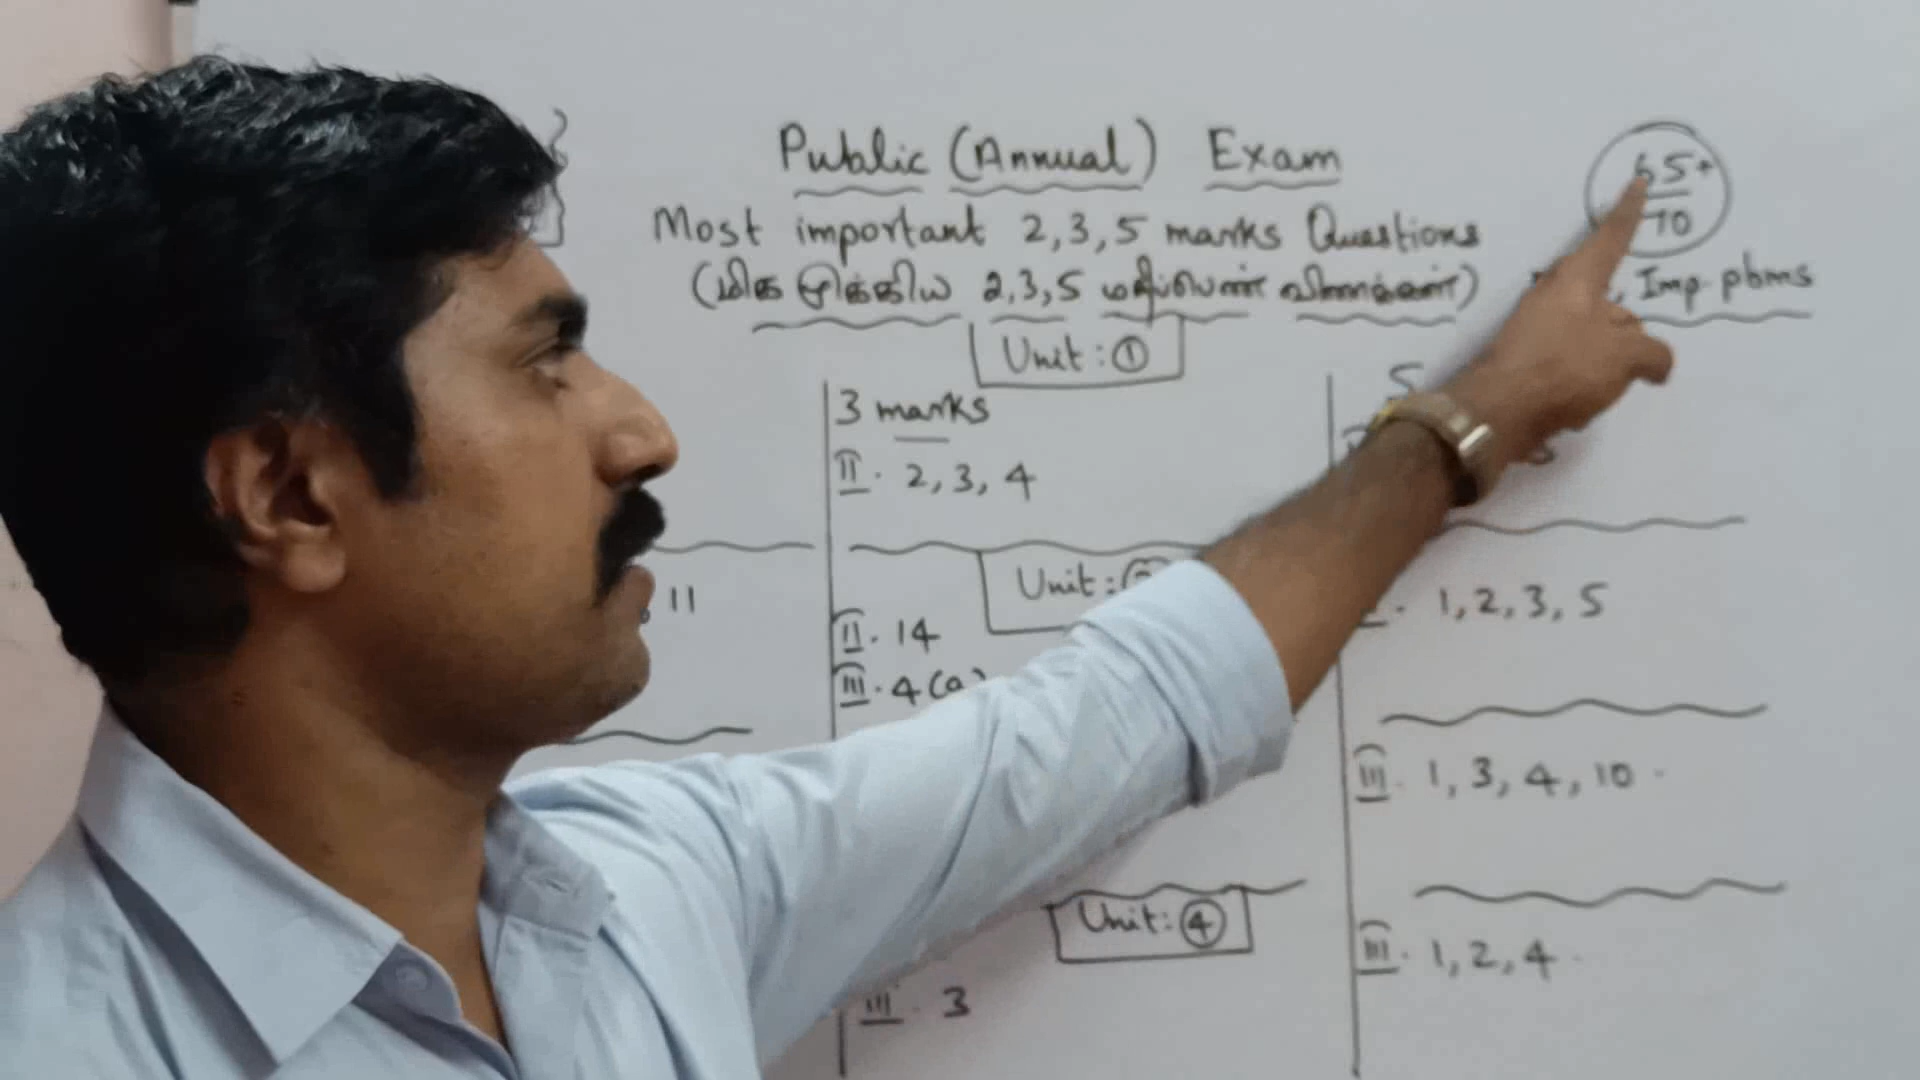 Public (Annual) Exam
65+
70
Most important 2,3,5 marks Questions
(மிக முக்கிய 2,3,5 மதிப்பெண் வினாக்கள்)
, Imp. pbms
Unit : ①
3 marks
5
II. 2, 3, 4
11
Unit :
II. 14
III. 4(a)
1, 2, 3, 5
III. 1, 3, 4, 10
Unit: ④
III. 1, 2, 4
III. 3